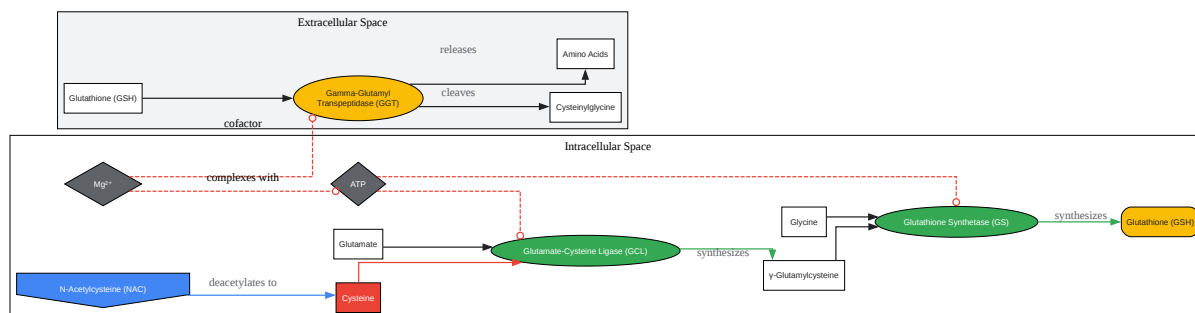 Extracellular Space
releases
Amino Acids
Glutathione (GSH)
Gamma-Glutamyl
Transpeptidase (GGT)
cleaves
Cysteinylglycine
cofactor
Intracellular Space
Mg²⁺
complexes with
ATP
Glutamate
Glutamate-Cysteine Ligase (GCL)
synthesizes
Glycine
Glutathione Synthetase (GS)
synthesizes
Glutathione (GSH)
γ-Glutamylcysteine
N-Acetylcysteine (NAC)
deacetylates to
Cysteine